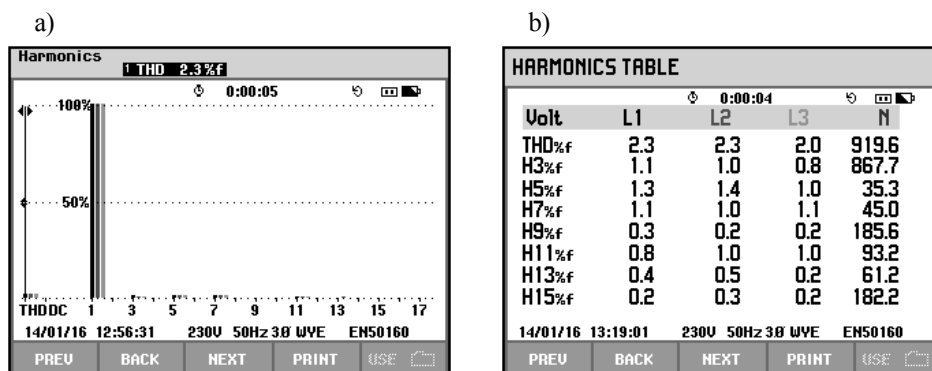 a)
Harmonics
1 THD 2.3%f
0:00:05
100%
50%
THD DC 1 3 5 7 9 11 13 15 17
14/01/16 12:56:31 230V 50Hz 3Ø WYE EN50160
PREV BACK NEXT PRINT USE
b)
HARMONICS TABLE
0:00:04
Volt L1 L2 L3 N
THD%f 2.3 2.3 2.0 919.6
H3%f 1.1 1.0 0.8 867.7
H5%f 1.3 1.4 1.0 35.3
H7%f 1.1 1.0 1.1 45.0
H9%f 0.3 0.2 0.2 185.6
H11%f 0.8 1.0 1.0 93.2
H13%f 0.4 0.5 0.2 61.2
H15%f 0.2 0.3 0.2 182.2
14/01/16 13:19:01 230V 50Hz 3Ø WYE EN50160
PREV BACK NEXT PRINT USE